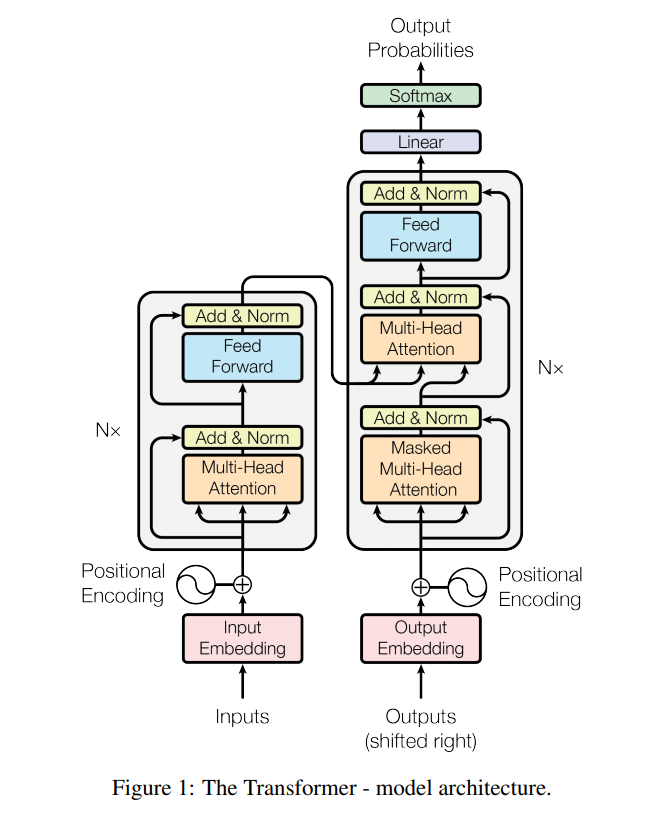 Output
Probabilities
Softmax
Linear
Add & Norm
Feed
Forward
Add & Norm
Multi-Head
Attention
Add & Norm
Masked
Multi-Head
Attention
N×
Positional
Encoding
Output
Embedding
Outputs
(shifted right)
Add & Norm
Feed
Forward
Add & Norm
Multi-Head
Attention
N×
Positional
Encoding
Input
Embedding
Inputs
Figure 1: The Transformer - model architecture.